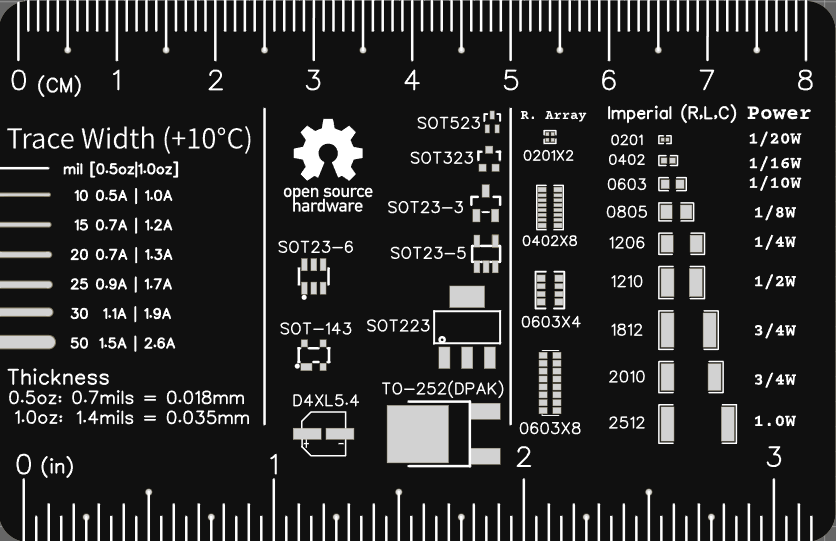 0 (CM) 1 2 3 4 5 6 7 8
Trace Width (+10°C)
mil [0.5oz|1.0oz]
10 0.5A | 1.0A
15 0.7A | 1.2A
20 0.7A | 1.3A
25 0.9A | 1.7A
30 1.1A | 1.9A
50 1.5A | 2.6A
Thickness
0.5oz: 0.7mils = 0.018mm
1.0oz: 1.4mils = 0.035mm
open source
hardware
SOT23-6
SOT-143
D4XL5.4
+ -
SOT523
SOT323
SOT23-3
SOT23-5
SOT223
TO-252(DPAK)
R. Array
0201X2
0402X8
0603X4
0603X8
Imperial (R,L,C) Power
0201 1/20W
0402 1/16W
0603 1/10W
0805 1/8W
1206 1/4W
1210 1/2W
1812 3/4W
2010 3/4W
2512 1.0W
0 (in) 1 2 3